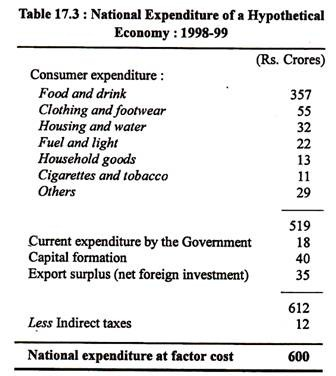 Table 17.3 : National Expenditure of a Hypothetical
Economy : 1998-99
(Rs. Crores)
Consumer expenditure :
Food and drink 357
Clothing and footwear 55
Housing and water 32
Fuel and light 22
Household goods 13
Cigarettes and tobacco 11
Others 29
519
Current expenditure by the Government 18
Capital formation 40
Export surplus (net foreign investment) 35
612
Less Indirect taxes 12
National expenditure at factor cost 600